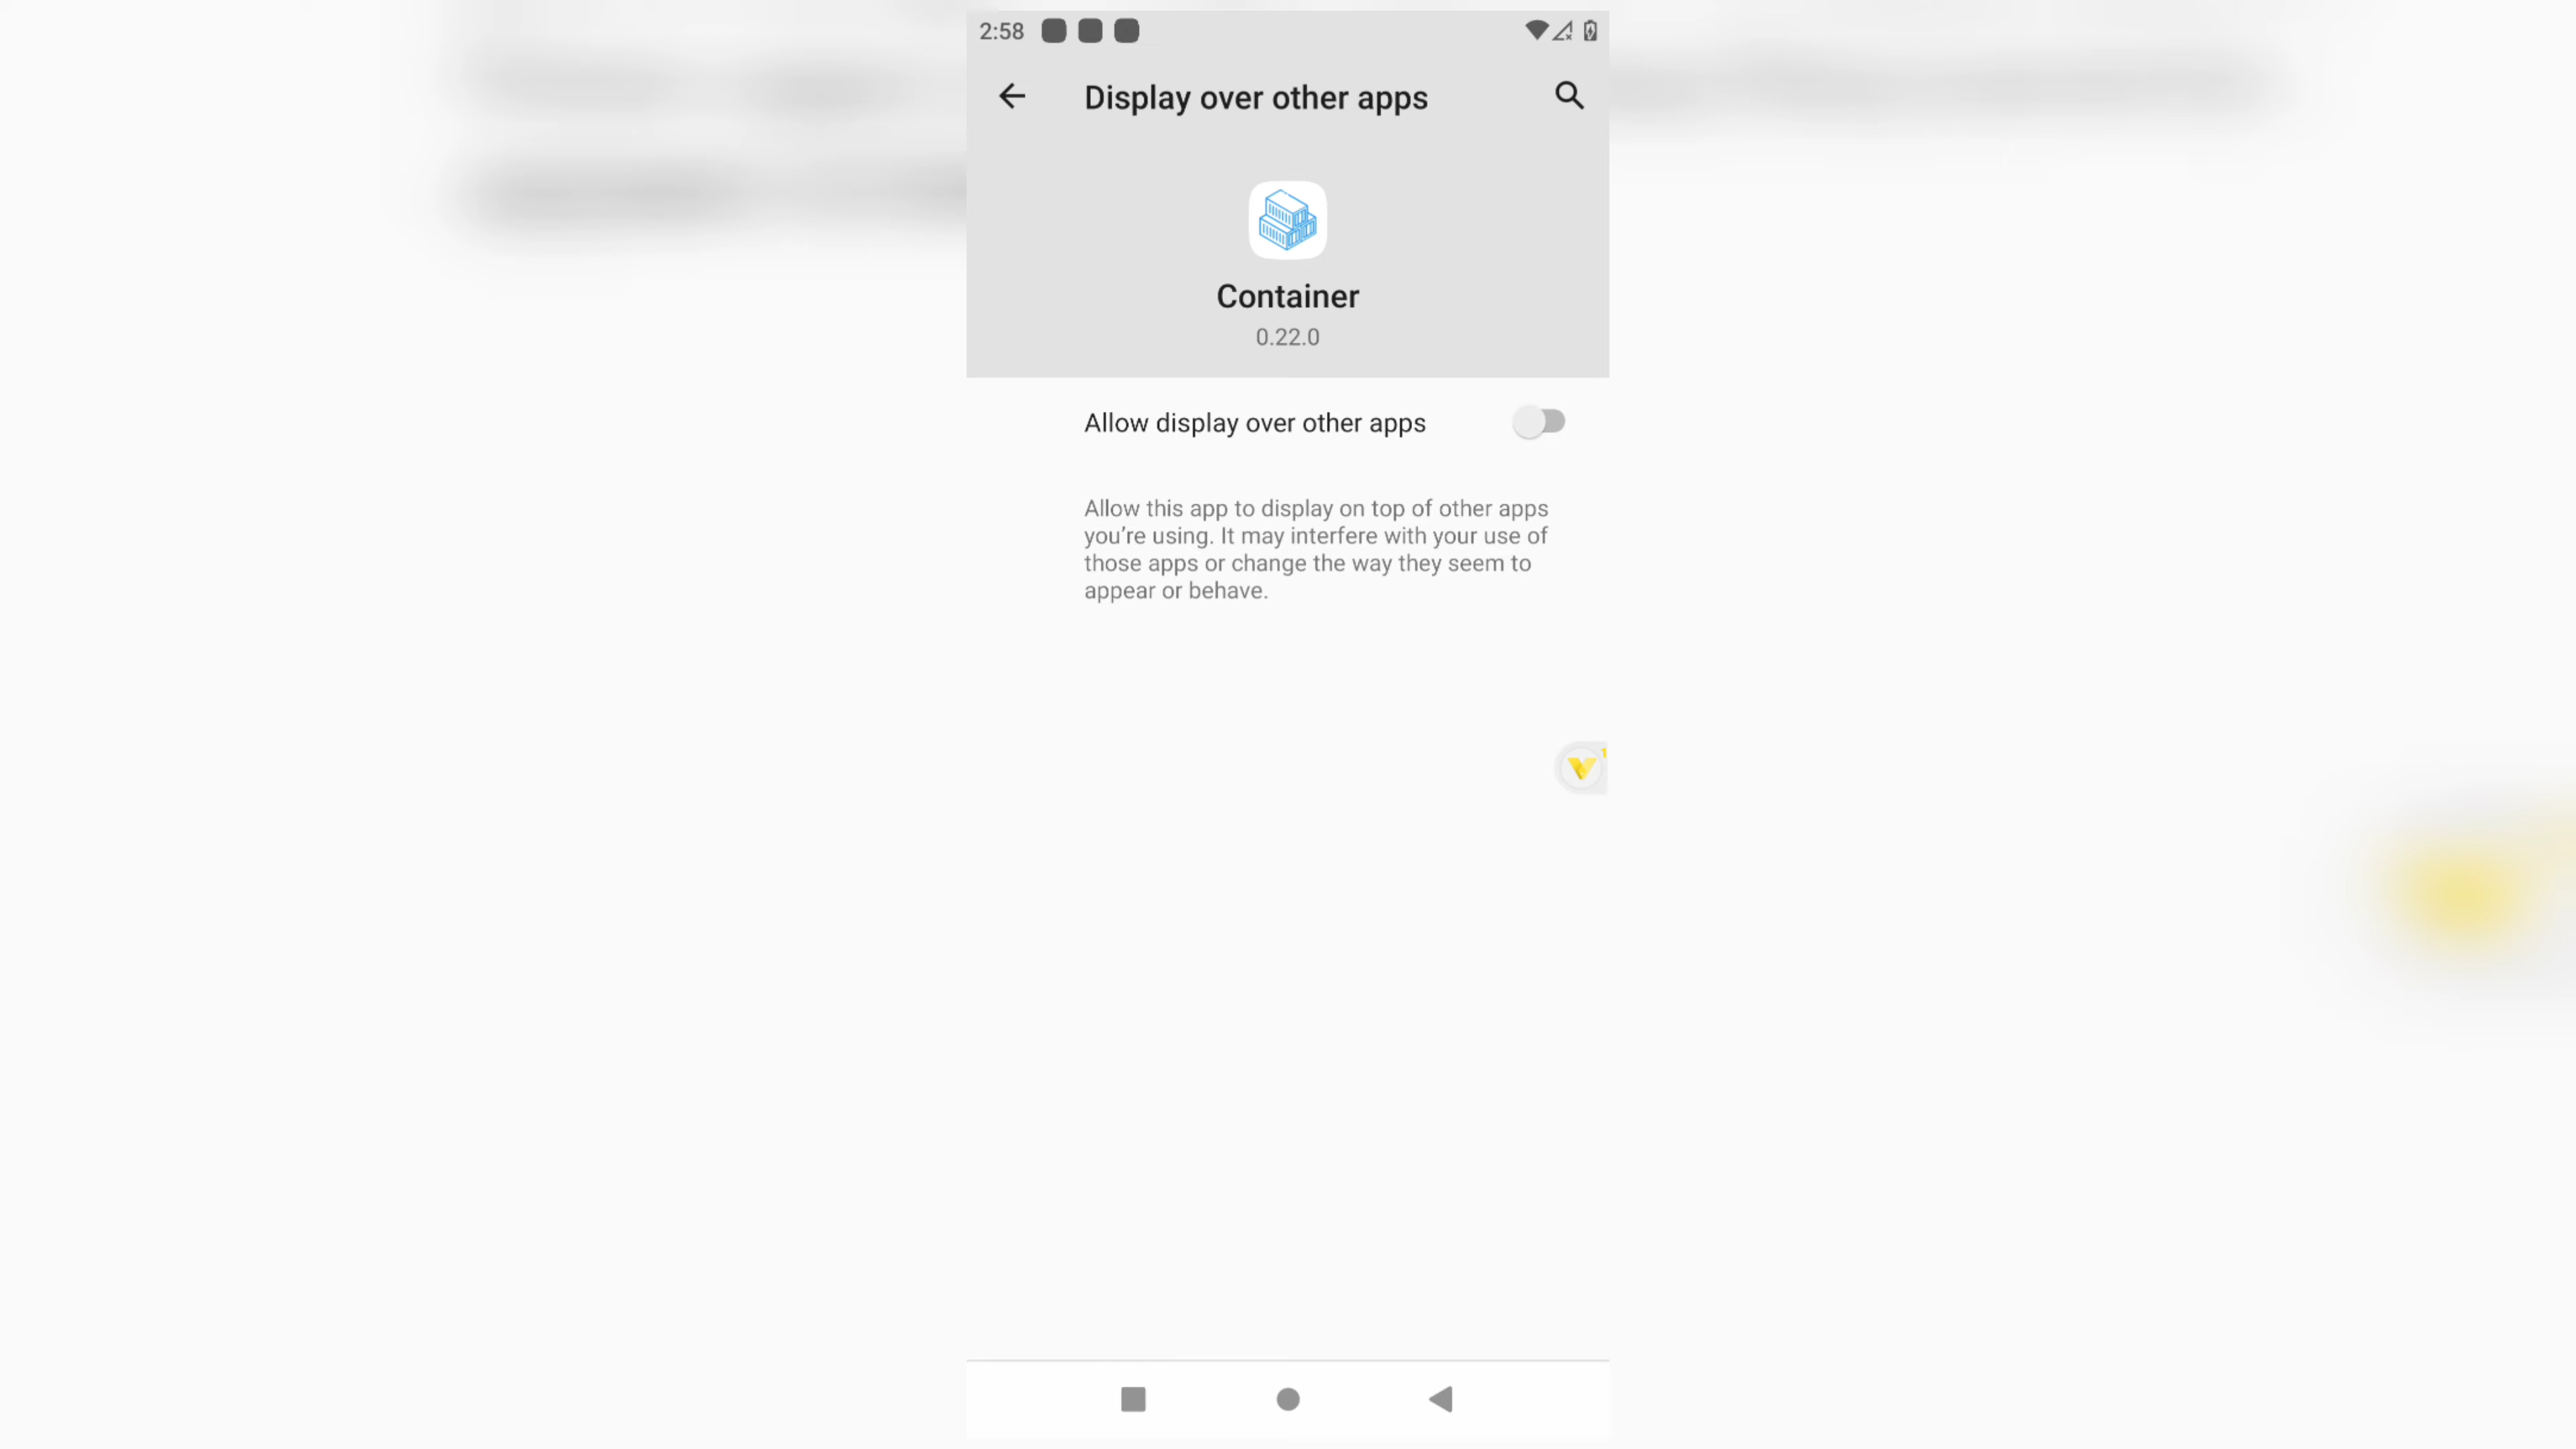 2:58
Display over other apps
Container
0.22.0
Allow display over other apps
Allow this app to display on top of other apps
you’re using. It may interfere with your use of
those apps or change the way they seem to
appear or behave.